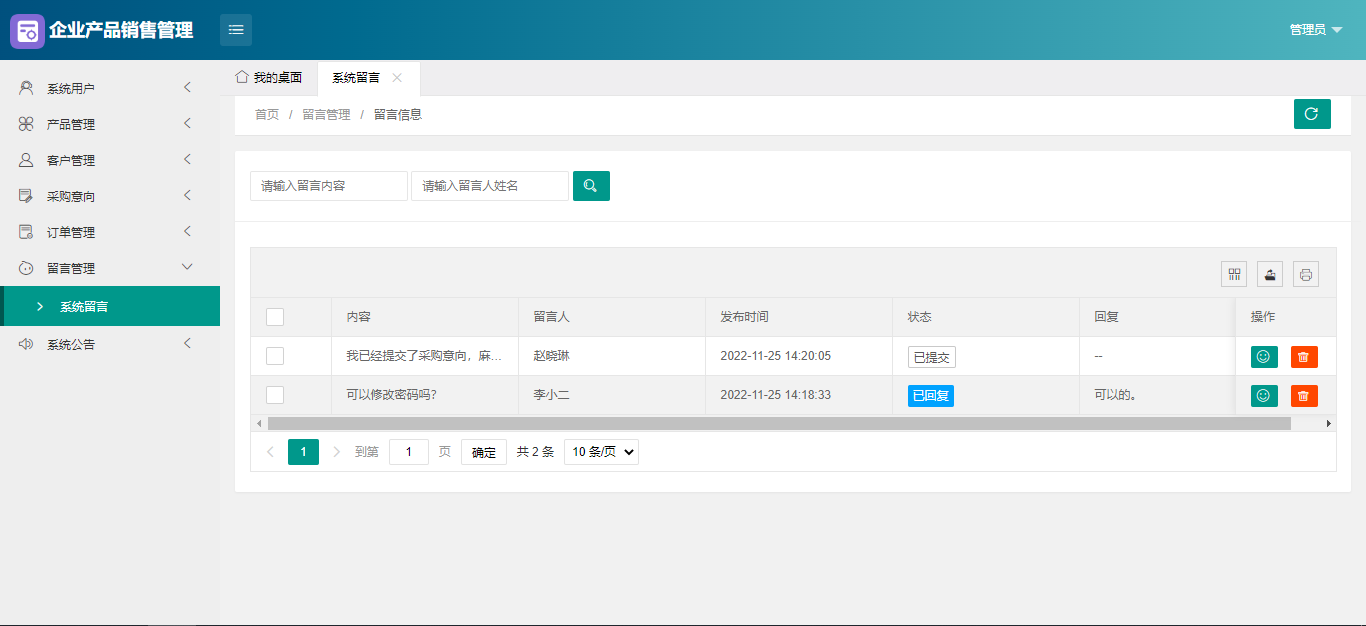 企业产品销售管理
管理员
系统用户
产品管理
客户管理
采购意向
订单管理
留言管理
系统留言
系统公告
我的桌面
系统留言
首页 / 留言管理 / 留言信息
请输入留言内容 请输入留言人姓名
内容 留言人 发布时间 状态 回复 操作
我已经提交了采购意向，麻... 赵晓琳 2022-11-25 14:20:05 已提交 --
可以修改密码吗? 李小二 2022-11-25 14:18:33 已回复 可以的。
1 到第 1 页 确定 共 2 条 10 条/页